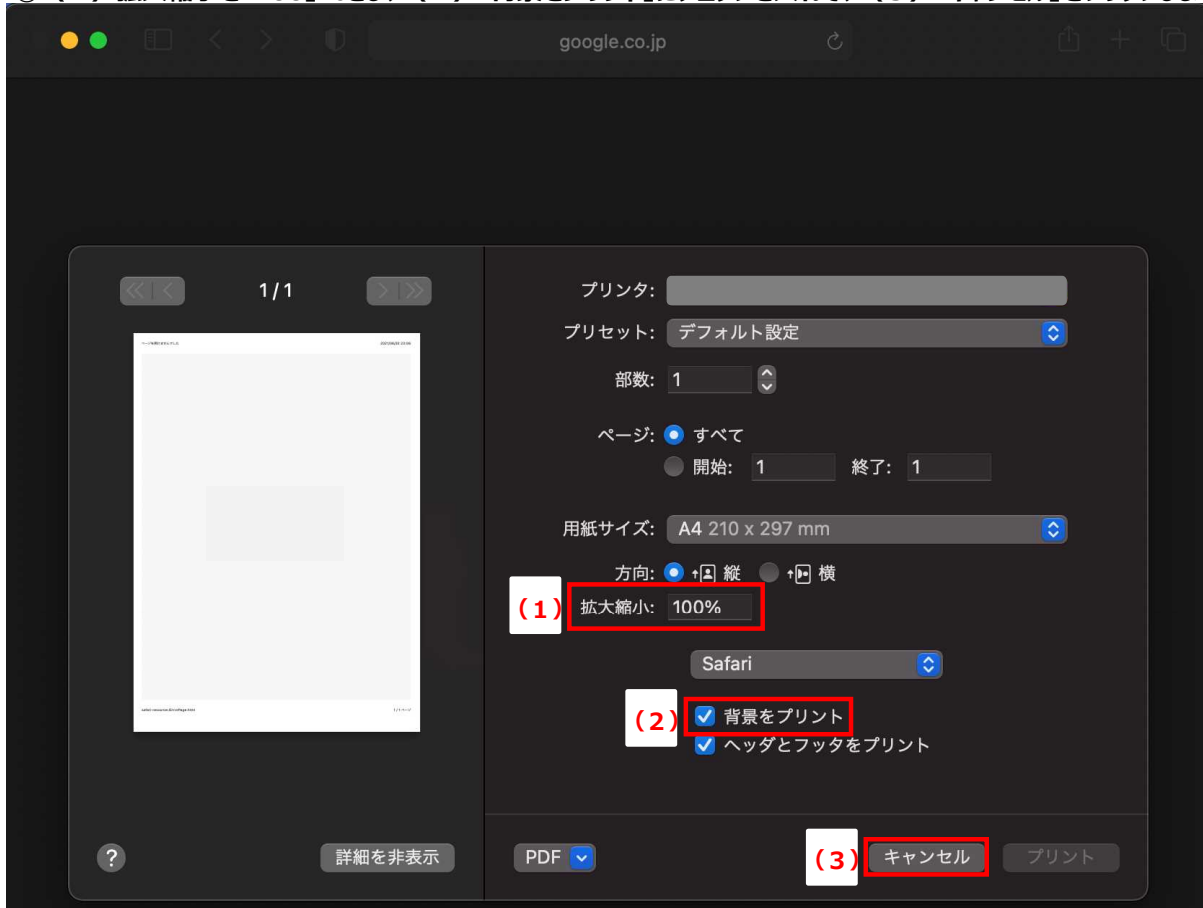 google.co.jp
1/1
プリンタ:
プリセット: デフォルト設定
部数: 1
ページ: すべて
開始: 1 終了: 1
用紙サイズ: A4 210 x 297 mm
方向: 縦 横
(1) 拡大縮小: 100%
Safari
(2) 背景をプリント
ヘッダとフッタをプリント
? 詳細を非表示 PDF (3) キャンセル プリント